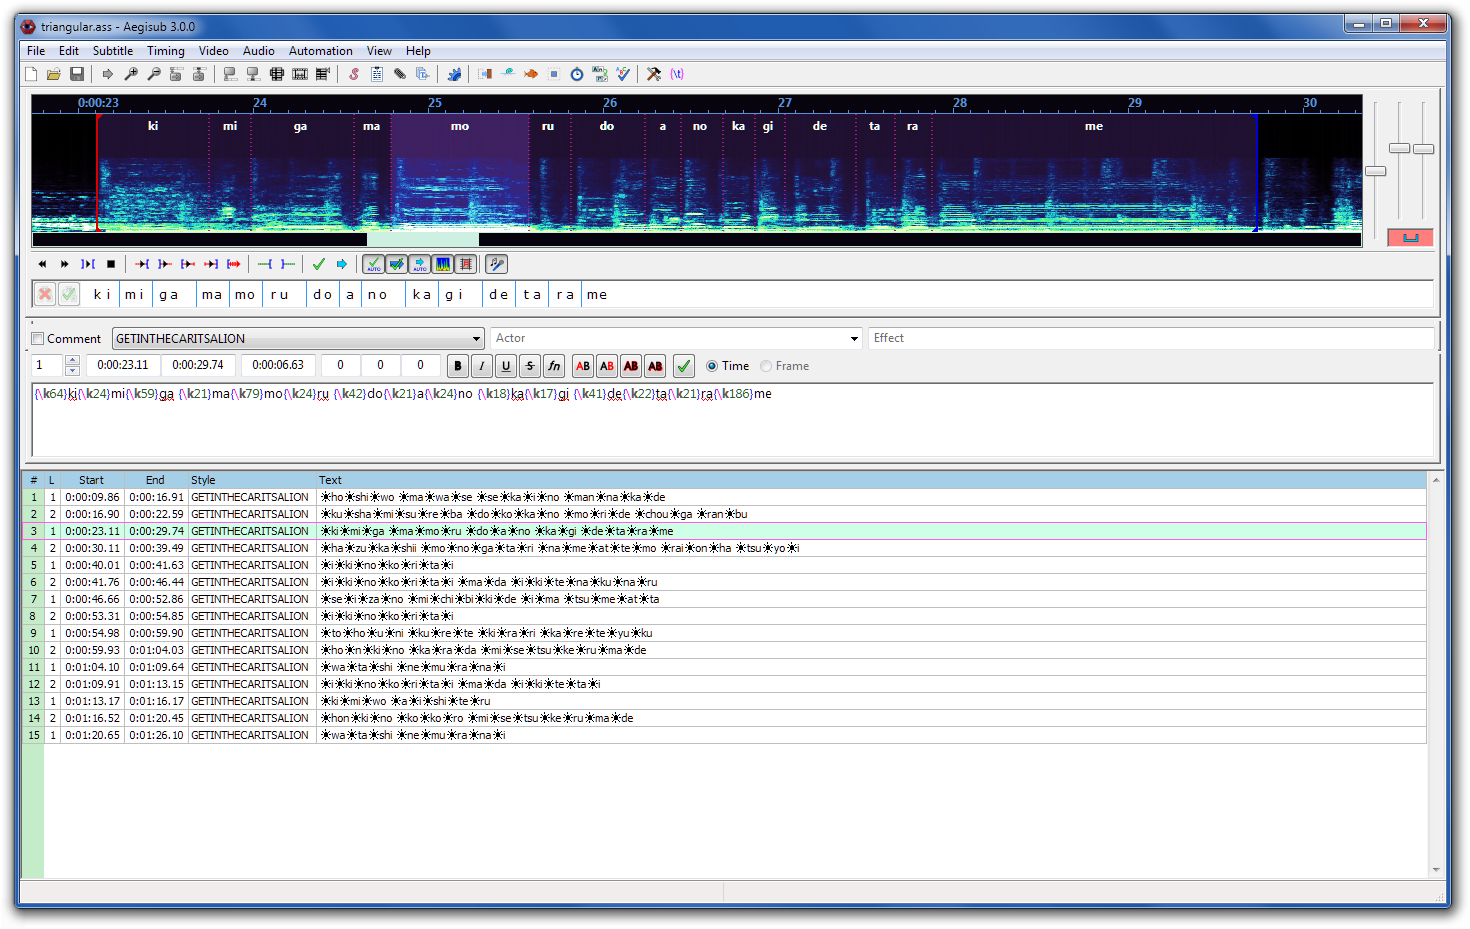 triangular.ass - Aegisub 3.0.0
File Edit Subtitle Timing Video Audio Automation View Help
0:00:23 24 25 26 27 28 29 30
ki mi ga ma mo ru do a no ka gi de ta ra me
AUTO AUTO
ki mi ga ma mo ru do a no ka gi de ta ra me
Comment GETINTHECARITSALION Actor Effect
1 0:00:23.11 0:00:29.74 0:00:06.63 0 0 0 B I U S fn AB AB AB AB Time Frame
{\k64}ki{\k24}mi{\k59}ga {\k21}ma{\k79}mo{\k24}ru {\k42}do{\k21}a{\k24}no {\k18}ka{\k17}gi {\k41}de{\k22}ta{\k21}ra{\k186}me
# L Start End Style Text
1 1 0:00:09.86 0:00:16.91 GETINTHECARITSALION ☀ho☀shi☀wo ☀ma☀wa☀se ☀se☀ka☀i☀no ☀man☀na☀ka☀de
2 2 0:00:16.90 0:00:22.59 GETINTHECARITSALION ☀ku☀sha☀mi☀su☀re☀ba ☀do☀ko☀ka☀no ☀mo☀ri☀de ☀chou☀ga ☀ran☀bu
3 1 0:00:23.11 0:00:29.74 GETINTHECARITSALION ☀ki☀mi☀ga ☀ma☀mo☀ru ☀do☀a☀no ☀ka☀gi ☀de☀ta☀ra☀me
4 2 0:00:30.11 0:00:39.49 GETINTHECARITSALION ☀ha☀zu☀ka☀shii ☀mo☀no☀ga☀ta☀ri ☀na☀me☀at☀te☀mo ☀rai☀on☀ha ☀tsu☀yo☀i
5 1 0:00:40.01 0:00:41.63 GETINTHECARITSALION ☀i☀ki☀no☀ko☀ri☀ta☀i
6 2 0:00:41.76 0:00:46.44 GETINTHECARITSALION ☀i☀ki☀no☀ko☀ri☀ta☀i ☀ma☀da ☀i☀ki☀te☀na☀ku☀na☀ru
7 1 0:00:46.66 0:00:52.86 GETINTHECARITSALION ☀se☀i☀za☀no ☀mi☀chi☀bi☀ki☀de ☀i☀ma ☀tsu☀me☀at☀ta
8 2 0:00:53.31 0:00:54.85 GETINTHECARITSALION ☀i☀ki☀no☀ko☀ri☀ta☀i
9 1 0:00:54.98 0:00:59.90 GETINTHECARITSALION ☀to☀ho☀u☀ni ☀ku☀re☀te ☀ki☀ra☀ri ☀ka☀re☀te☀yu☀ku
10 2 0:00:59.93 0:01:04.03 GETINTHECARITSALION ☀ho☀n☀ki☀no ☀ka☀ra☀da ☀mi☀se☀tsu☀ke☀ru☀ma☀de
11 1 0:01:04.10 0:01:09.64 GETINTHECARITSALION ☀wa☀ta☀shi ☀ne☀mu☀ra☀na☀i
12 2 0:01:09.91 0:01:13.15 GETINTHECARITSALION ☀i☀ki☀no☀ko☀ri☀ta☀i ☀ma☀da ☀i☀ki☀te☀ta☀i
13 1 0:01:13.17 0:01:16.17 GETINTHECARITSALION ☀ki☀mi☀wo ☀a☀i☀shi☀te☀ru
14 2 0:01:16.52 0:01:20.45 GETINTHECARITSALION ☀hon☀ki☀no ☀ko☀ko☀ro ☀mi☀se☀tsu☀ke☀ru☀ma☀de
15 1 0:01:20.65 0:01:26.10 GETINTHECARITSALION ☀wa☀ta☀shi ☀ne☀mu☀ra☀na☀i